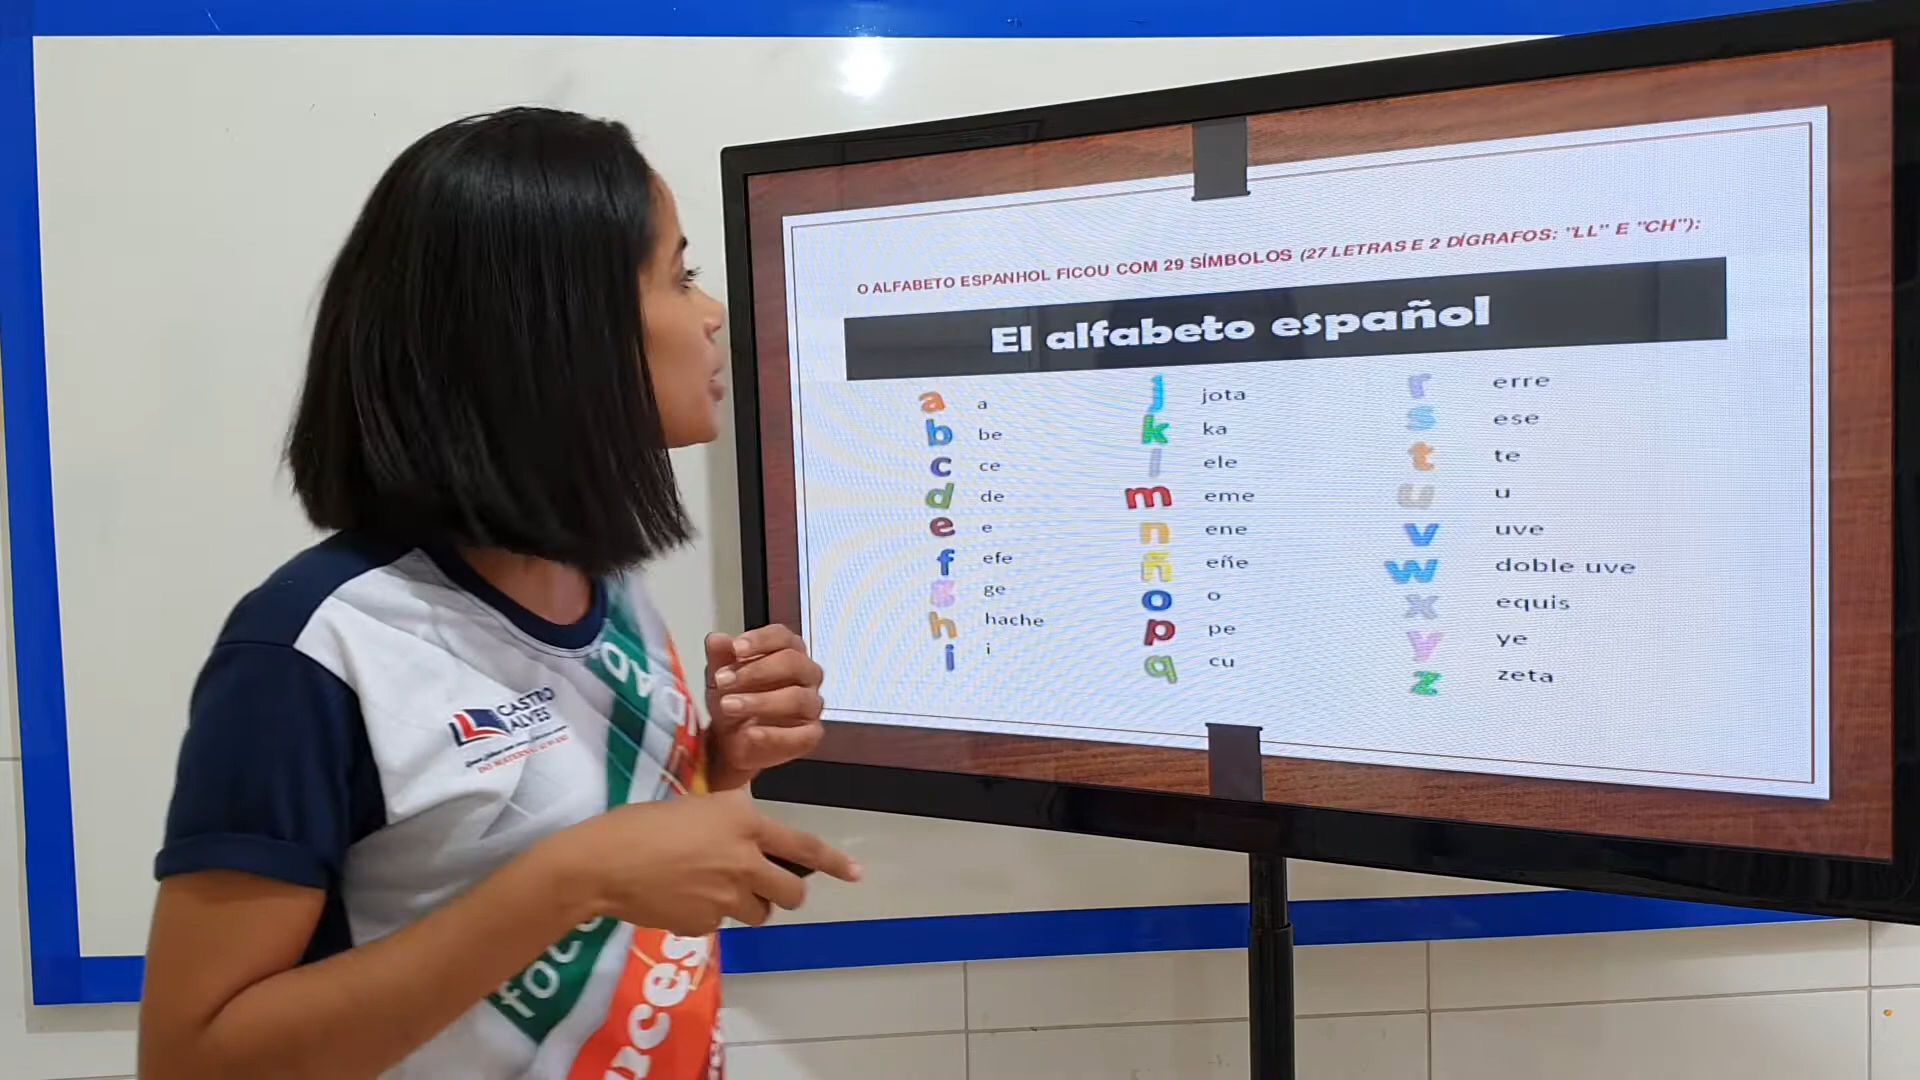 O ALFABETO ESPANHOL FICOU COM 29 SÍMBOLOS (27 LETRAS E 2 DÍGRAFOS: "LL" E "CH"):
El alfabeto español
a a
b be
c ce
d de
e e
f efe
g ge
h hache
i i
j jota
k ka
l ele
m eme
n ene
ñ eñe
o o
p pe
q cu
r erre
s ese
t te
u u
v uve
w doble uve
x equis
y ye
z zeta
CASTRO
ALVES
foco